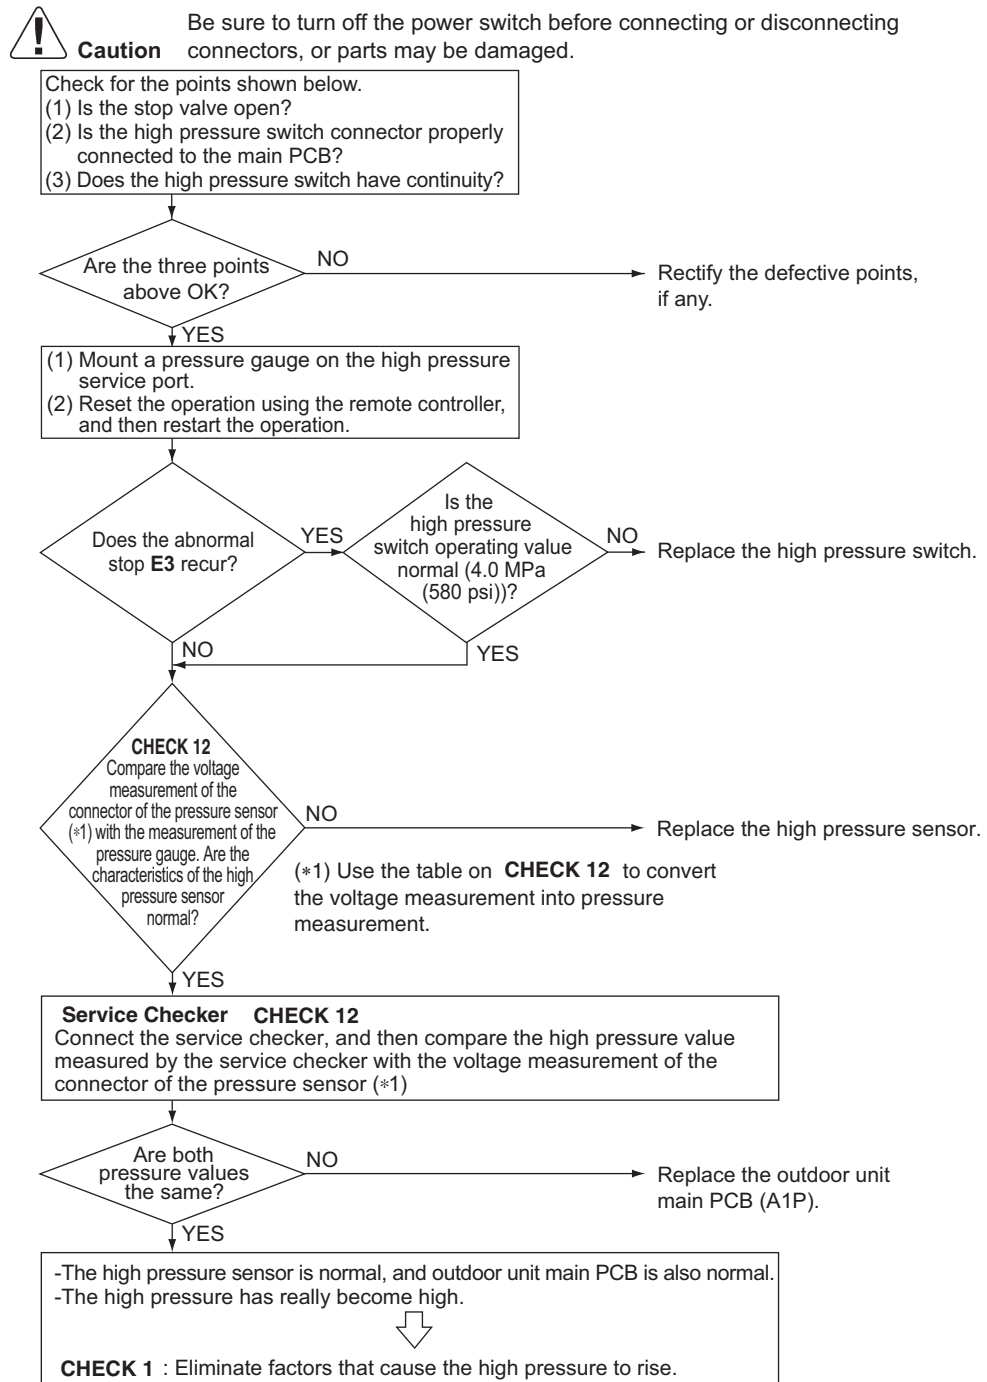 Be sure to turn off the power switch before connecting or disconnecting
Caution connectors, or parts may be damaged.
Check for the points shown below.
(1) Is the stop valve open?
(2) Is the high pressure switch connector properly
connected to the main PCB?
(3) Does the high pressure switch have continuity?
Are the three points
above OK?
NO
Rectify the defective points,
if any.
YES
(1) Mount a pressure gauge on the high pressure
service port.
(2) Reset the operation using the remote controller,
and then restart the operation.
Does the abnormal
stop E3 recur?
YES
Is the
high pressure
switch operating value
normal (4.0 MPa
(580 psi))?
NO
Replace the high pressure switch.
NO
YES
CHECK 12
Compare the voltage
measurement of the
connector of the pressure sensor
(*1) with the measurement of the
pressure gauge. Are the
characteristics of the high
pressure sensor
normal?
NO
Replace the high pressure sensor.
(*1) Use the table on CHECK 12 to convert
the voltage measurement into pressure
measurement.
YES
Service Checker CHECK 12
Connect the service checker, and then compare the high pressure value
measured by the service checker with the voltage measurement of the
connector of the pressure sensor (*1)
Are both
pressure values
the same?
NO
Replace the outdoor unit
main PCB (A1P).
YES
-The high pressure sensor is normal, and outdoor unit main PCB is also normal.
-The high pressure has really become high.
CHECK 1 : Eliminate factors that cause the high pressure to rise.